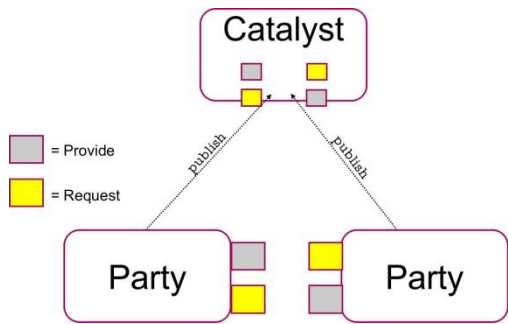 Catalyst
publish
publish
= Provide
= Request
Party
Party